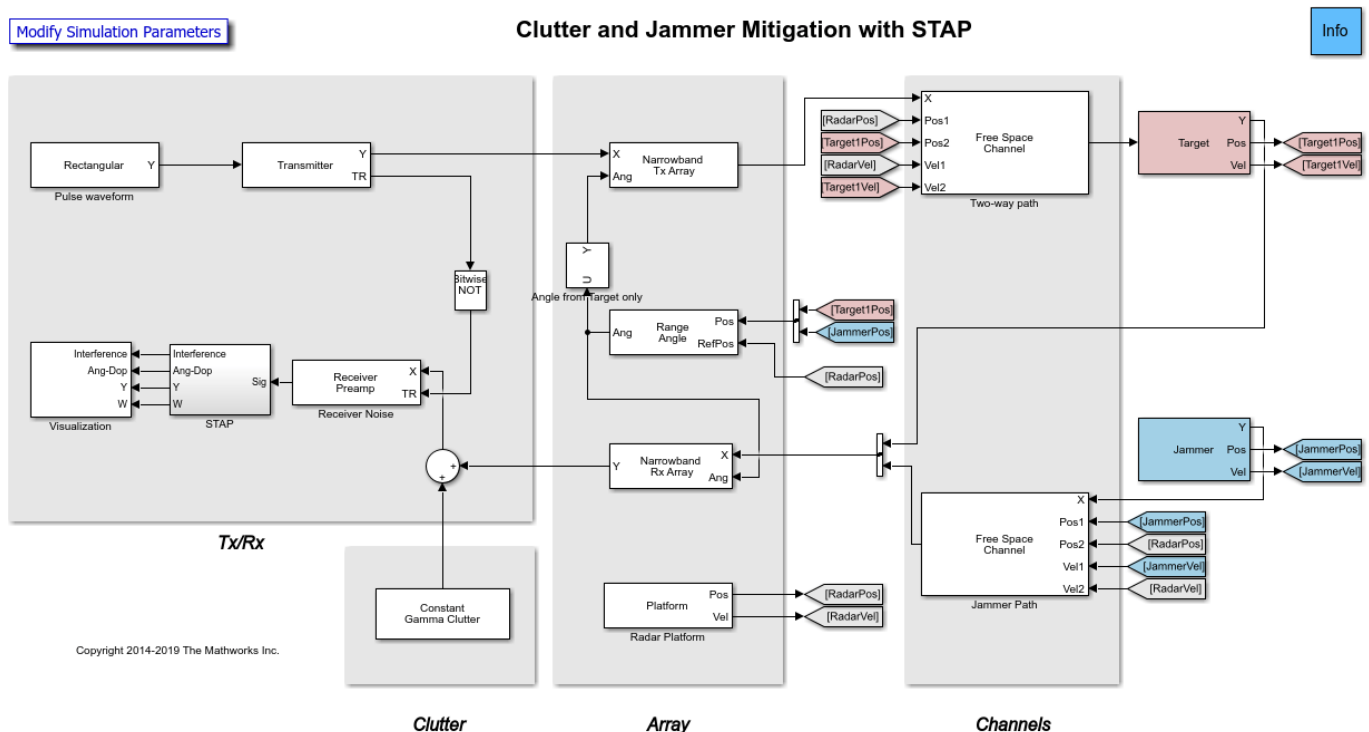 Modify Simulation Parameters
Clutter and Jammer Mitigation with STAP
Info
Rectangular
Y
Pulse waveform
Transmitter
Y
TR
X
Ang
Narrowband
Tx Array
[RadarPos]
[Target1Pos]
[RadarVel]
[Target1Vel]
X
Pos1
Pos2
Vel1
Vel2
Free Space
Channel
Two-way path
Target
Y
Pos
Vel
[Target1Pos]
[Target1Vel]
Bitwise
NOT
Y
U
Angle from Target only
Ang
Range
Angle
Pos
RefPos
[Target1Pos]
[JammerPos]
[RadarPos]
Interference
Ang-Dop
Y
W
Visualization
Interference
Ang-Dop
Y
W
Sig
STAP
Receiver
Preamp
X
TR
Receiver Noise
+
+
Y
Narrowband
Rx Array
X
Ang
Jammer
Y
Pos
Vel
[JammerPos]
[JammerVel]
Free Space
Channel
X
Pos1
Pos2
Vel1
Vel2
Jammer Path
[JammerPos]
[RadarPos]
[JammerVel]
[RadarVel]
Tx/Rx
Constant
Gamma Clutter
Platform
Pos
Vel
Radar Platform
[RadarPos]
[RadarVel]
Copyright 2014-2019 The Mathworks Inc.
Clutter
Array
Channels